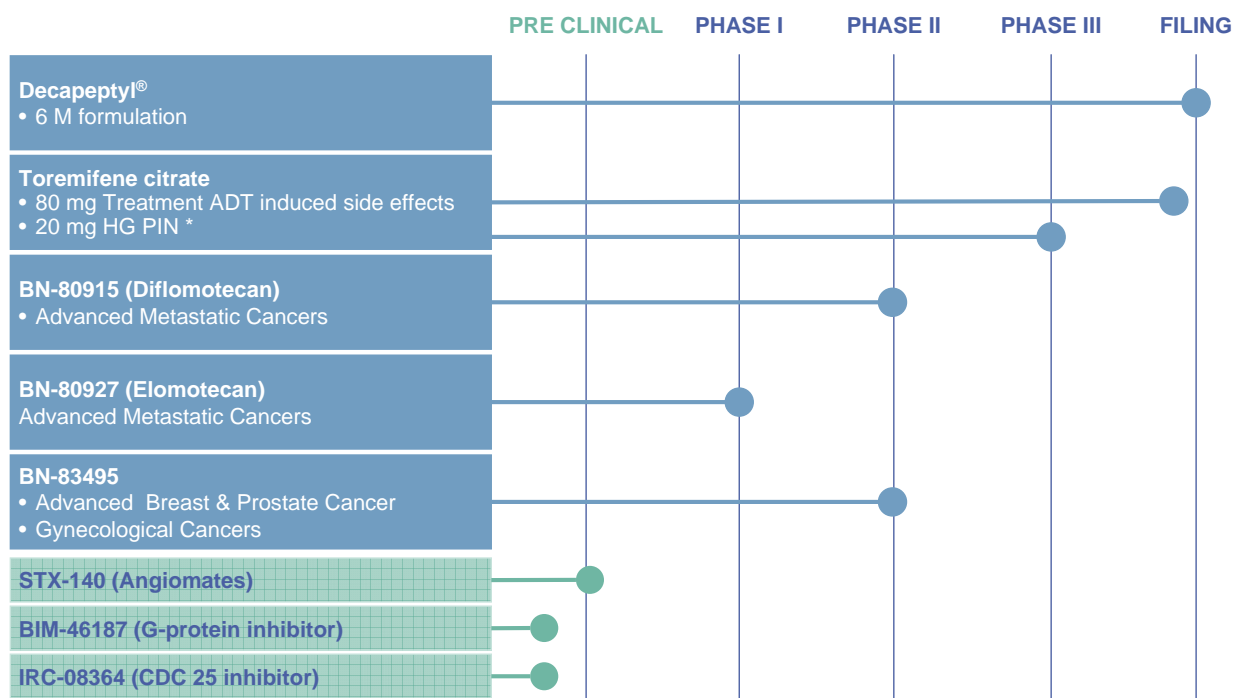 PRE CLINICAL PHASE I PHASE II PHASE III FILING
Decapeptyl®
• 6 M formulation
Toremifene citrate
• 80 mg Treatment ADT induced side effects
• 20 mg HG PIN *
BN-80915 (Diflomotecan)
• Advanced Metastatic Cancers
BN-80927 (Elomotecan)
Advanced Metastatic Cancers
BN-83495
• Advanced Breast & Prostate Cancer
• Gynecological Cancers
STX-140 (Angiomates)
BIM-46187 (G-protein inhibitor)
IRC-08364 (CDC 25 inhibitor)